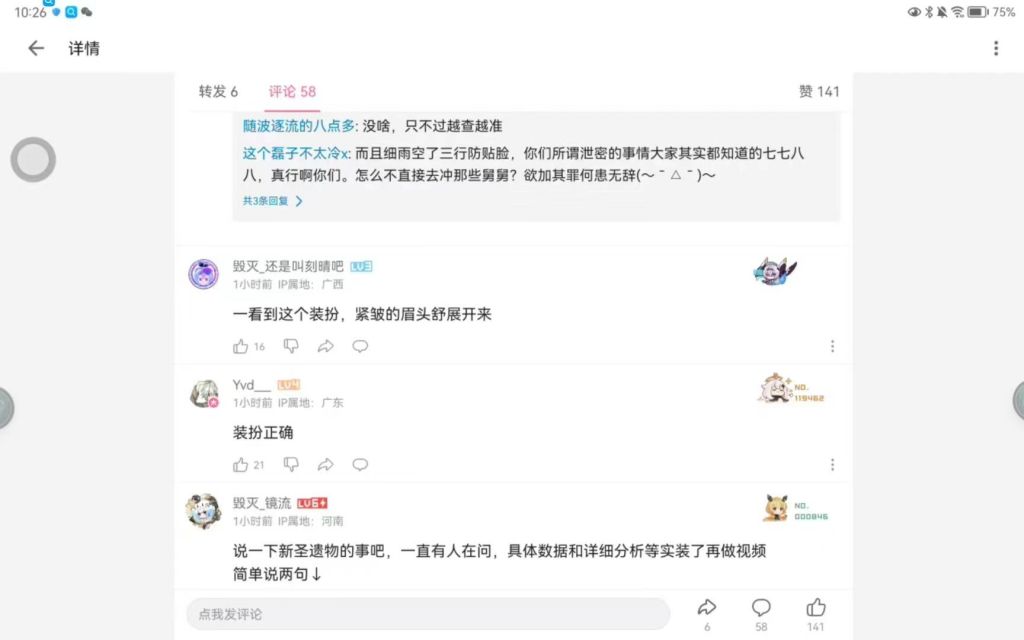 10:26
75%
详情
转发 6
评论 58
赞 141
随波逐流的八点多: 没啥，只不过越查越准
这个磊子不太冷x: 而且细雨空了三行防贴脸，你们所谓泄密的事情大家其实都知道的七七八
八，真行啊你们。怎么不直接去冲那些舅舅？欲加其罪何患无辞(～￣△￣)～
共3条回复
毁灭_还是叫刻晴吧 LV3
1小时前 IP属地：广西
一看到这个装扮，紧皱的眉头舒展开来
16
Yvd__ LV4
1小时前 IP属地：广东
NO.
119462
装扮正确
21
毁灭_镜流 LV6
1小时前 IP属地：河南
NO.
000846
说一下新圣遗物的事吧，一直有人在问，具体数据和详细分析等实装了再做视频
简单说两句↓
点我发评论
6
58
141